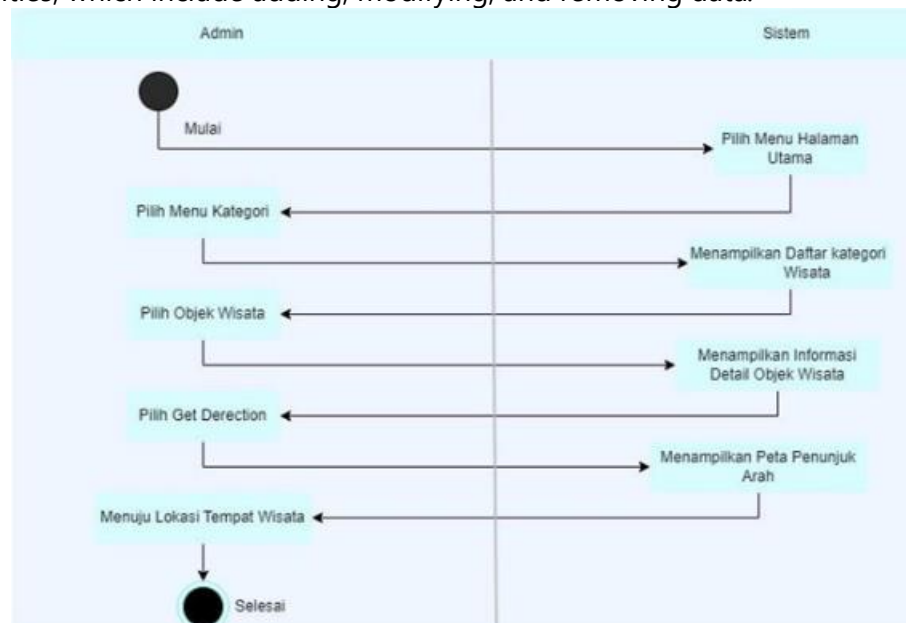 ities, which include adding, modifying, and removing data.
Admin
Sistem
Mulai
Pilih Menu Halaman
Utama
Pilih Menu Kategori
Menampilkan Daftar kategori
Wisata
Pilih Objek Wisata
Menampilkan Informasi
Detail Objek Wisata
Pilih Get Derection
Menampilkan Peta Penunjuk
Arah
Menuju Lokasi Tempat Wisata
Selesai